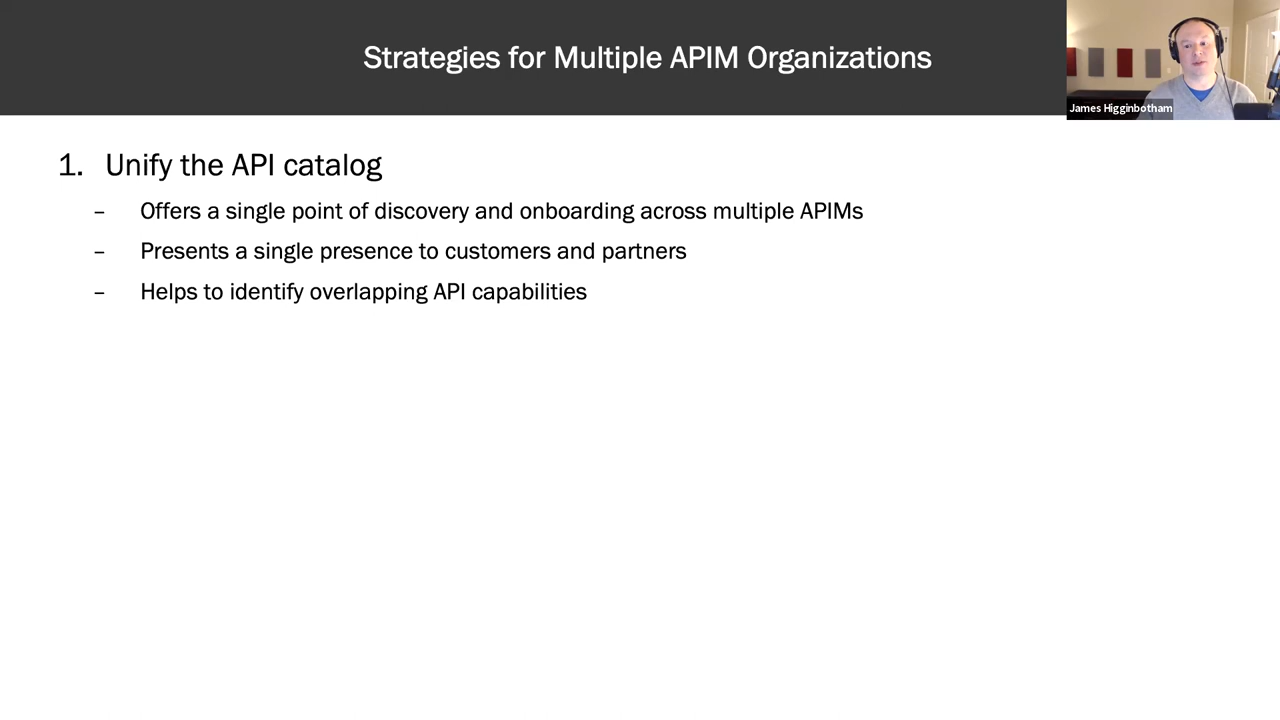 Strategies for Multiple APIM Organizations
James Higginbotham
1. Unify the API catalog
– Offers a single point of discovery and onboarding across multiple APIMs
– Presents a single presence to customers and partners
– Helps to identify overlapping API capabilities